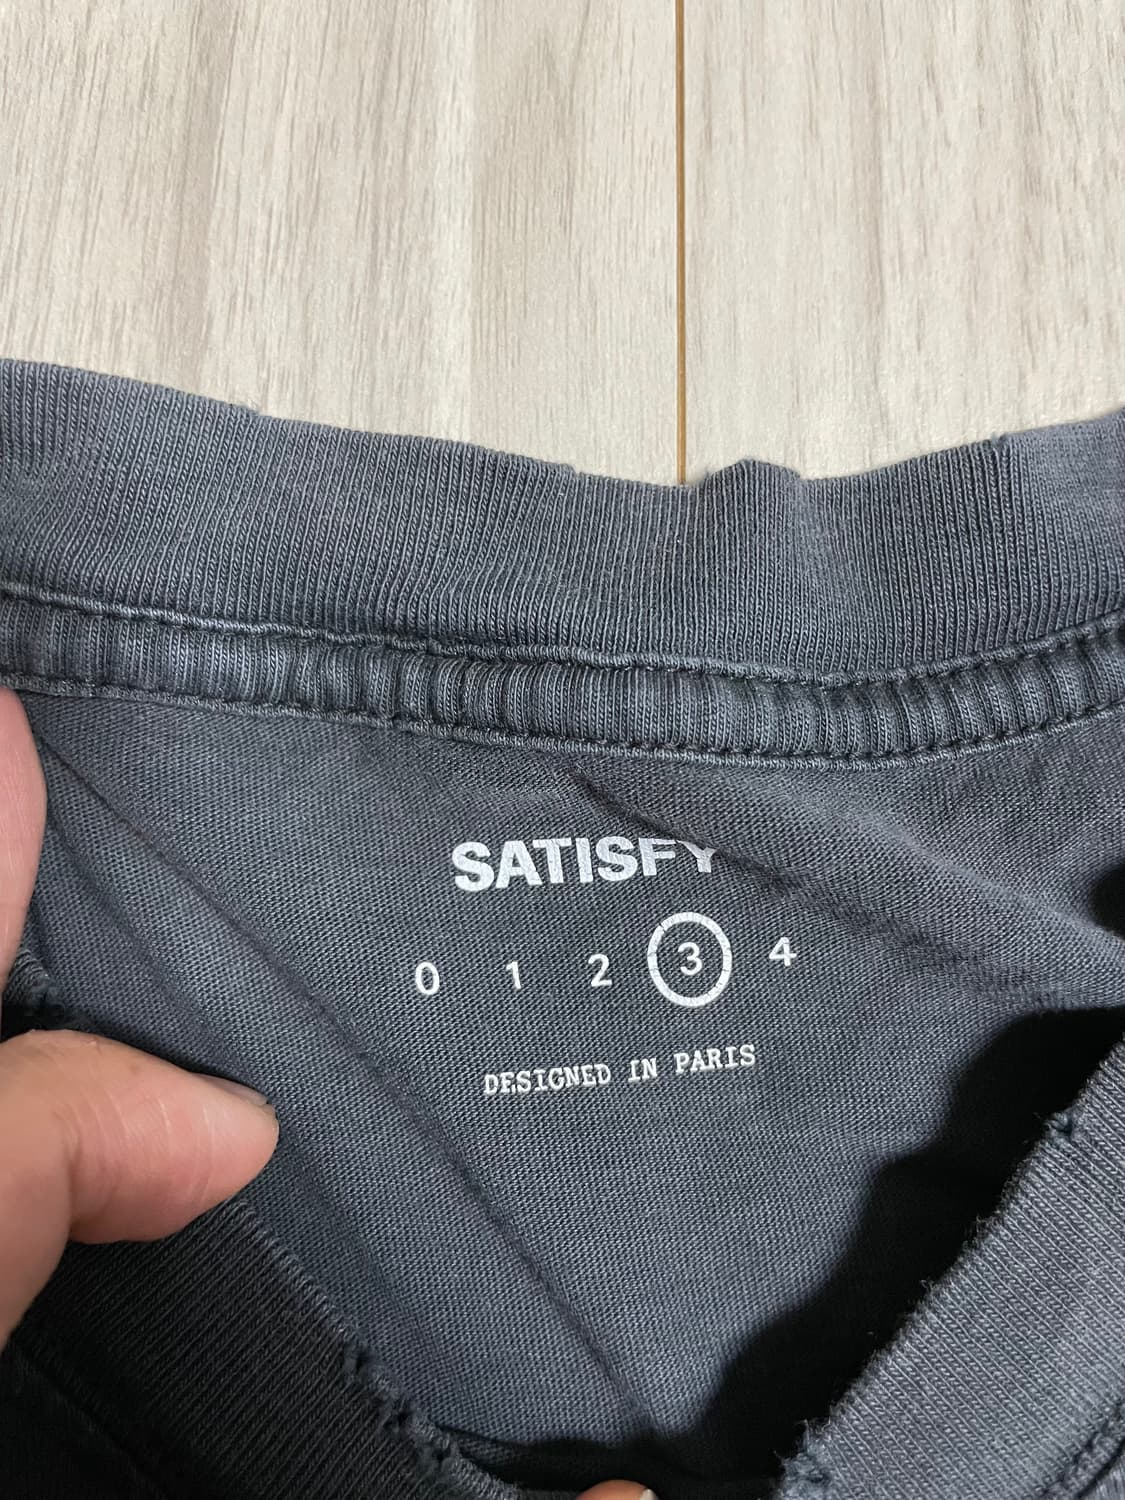 SATISFY
0 1 2 3 4
DESIGNED IN PARIS